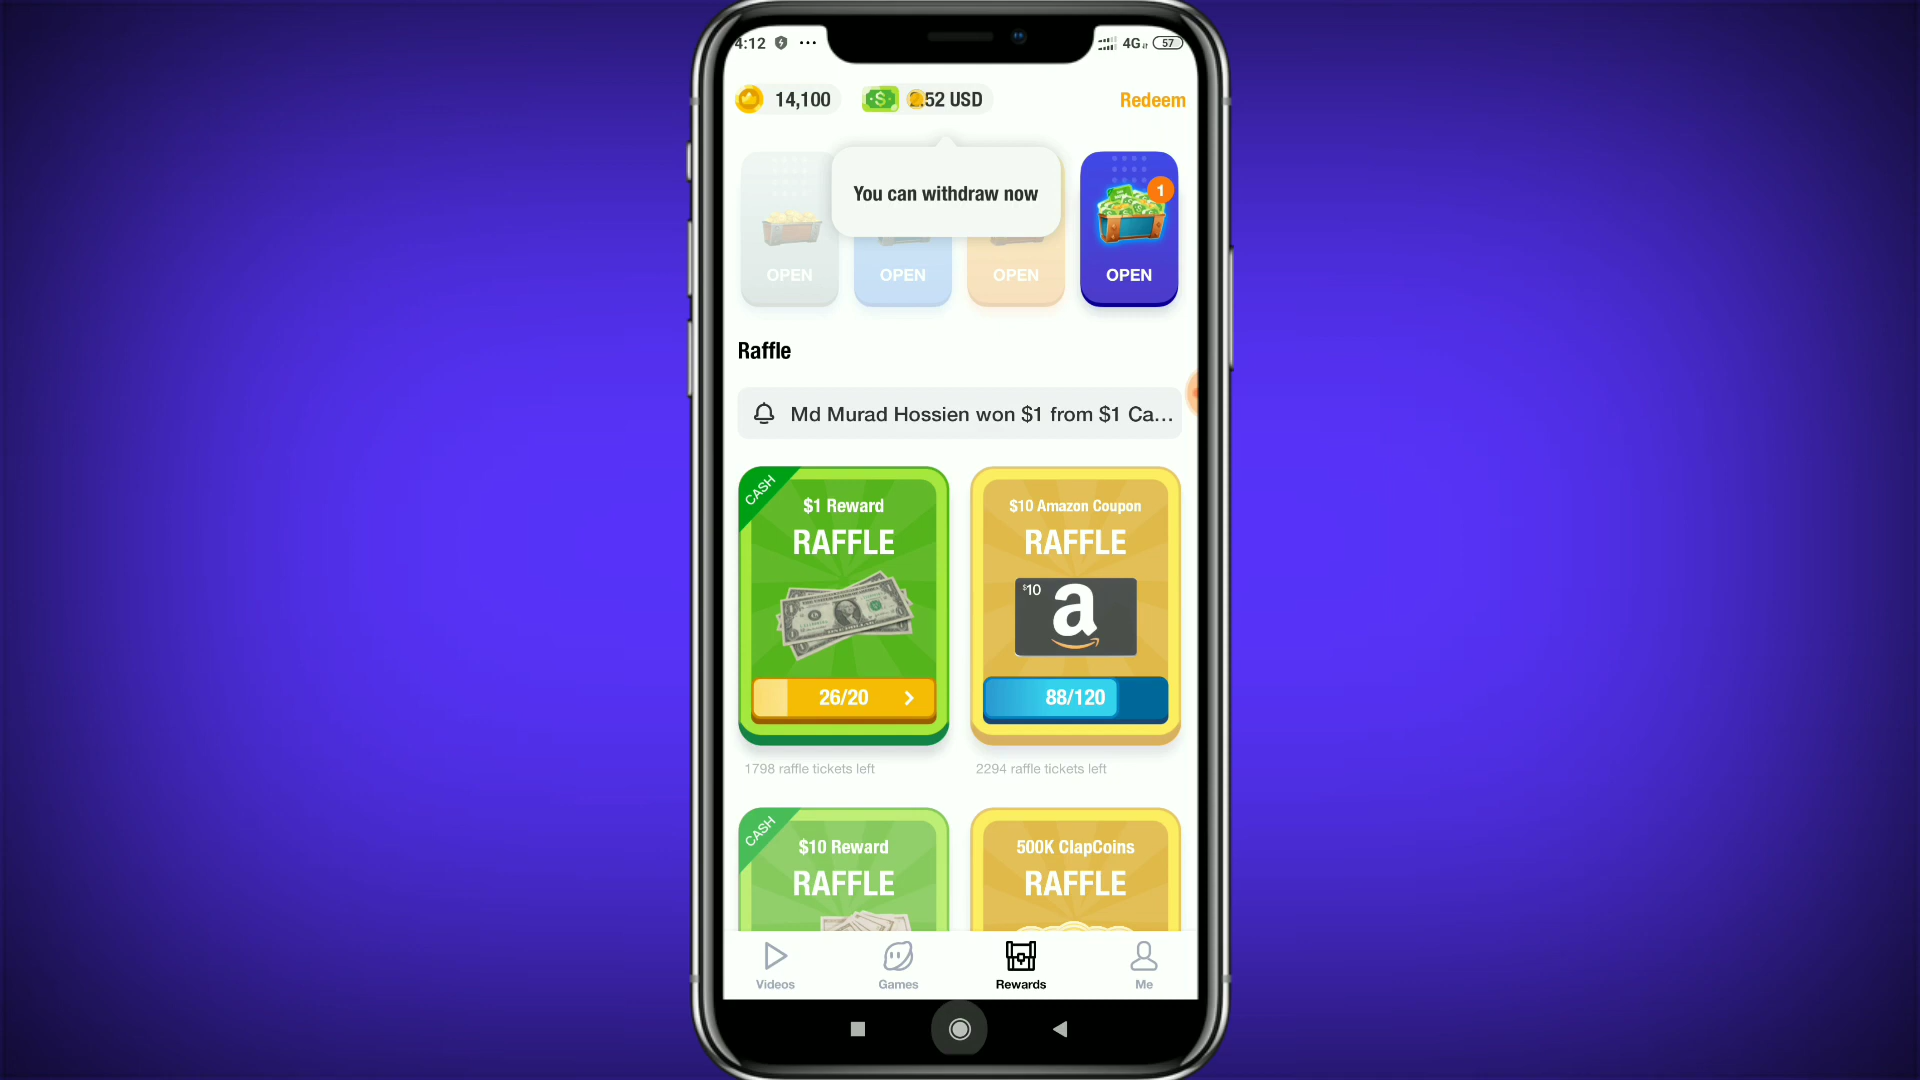 4:12 4G 57
14,100 2.52 USD Redeem
You can withdraw now
1
OPEN OPEN OPEN OPEN
Raffle
Md Murad Hossien won $1 from $1 Ca...
CASH
$1 Reward
RAFFLE
26/20
1798 raffle tickets left
$10 Amazon Coupon
RAFFLE
$10
a
88/120
2294 raffle tickets left
CASH
$10 Reward
RAFFLE
500K ClapCoins
RAFFLE
Videos Games Rewards Me